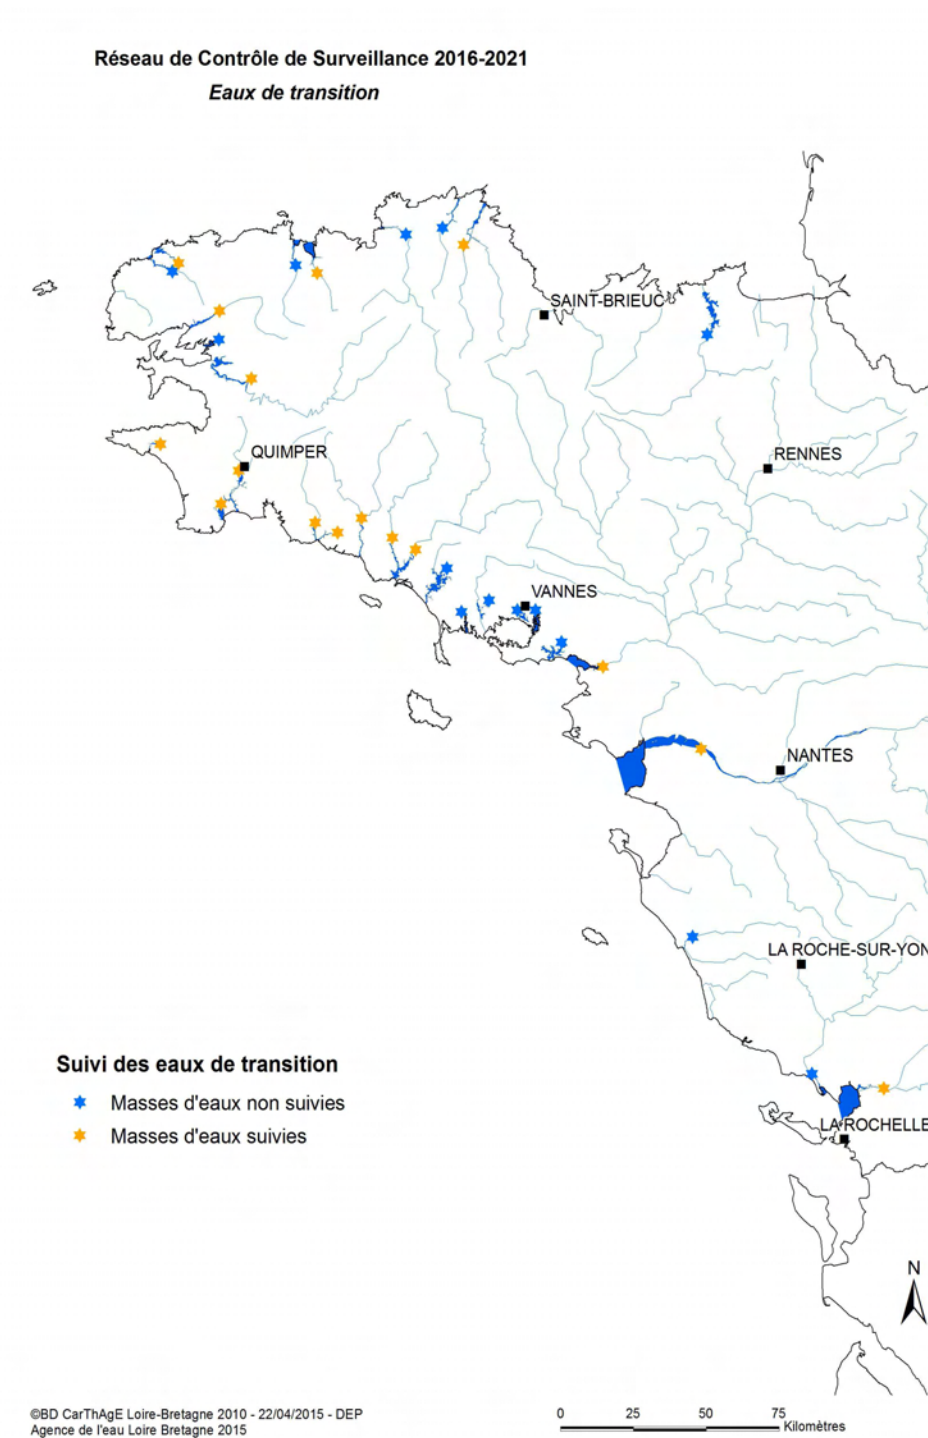 Réseau de Contrôle de Surveillance 2016-2021
Eaux de transition
SAINT-BRIEUC
QUIMPER
RENNES
VANNES
NANTES
LA ROCHE-SUR-YON
Suivi des eaux de transition
Masses d'eaux non suivies
Masses d'eaux suivies
LA ROCHELLE
N
©BD CarThAgE Loire-Bretagne 2010 - 22/04/2015 - DEP
Agence de l'eau Loire Bretagne 2015
0 25 50 75
Kilomètres